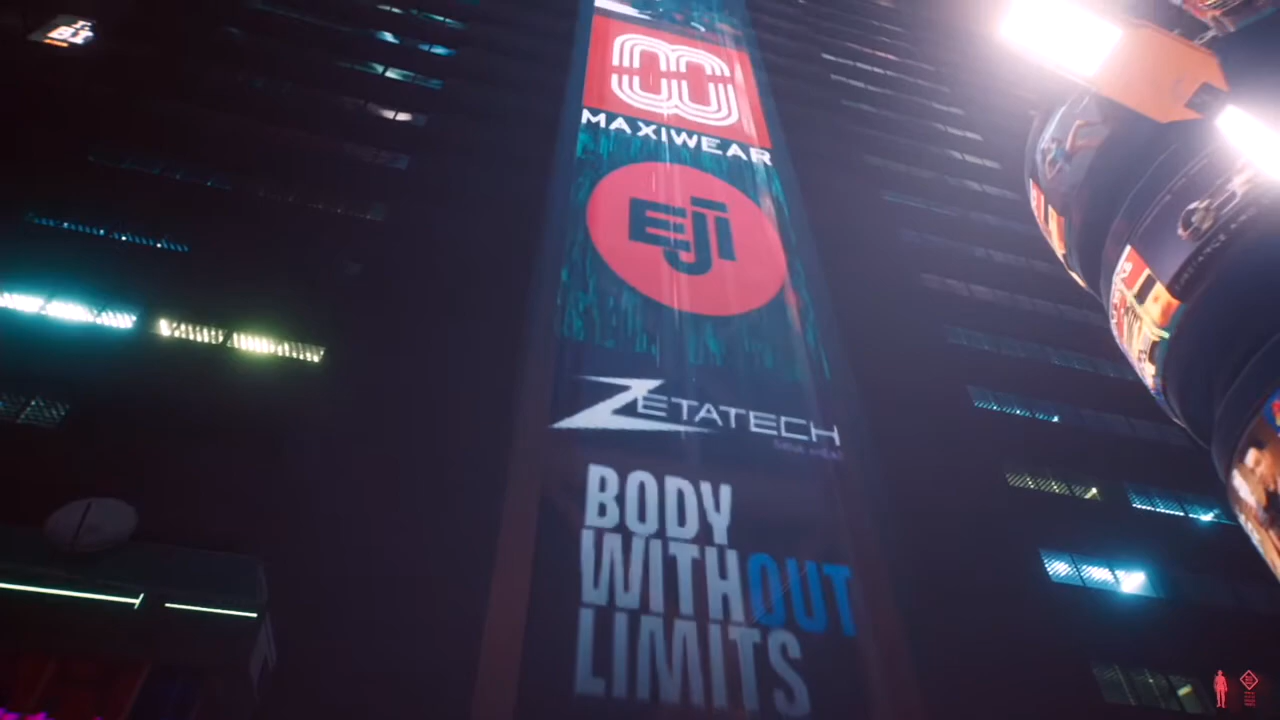 MAXIWEAR
EJI
ZETATECH
BODY
WITHOUT
LIMITS